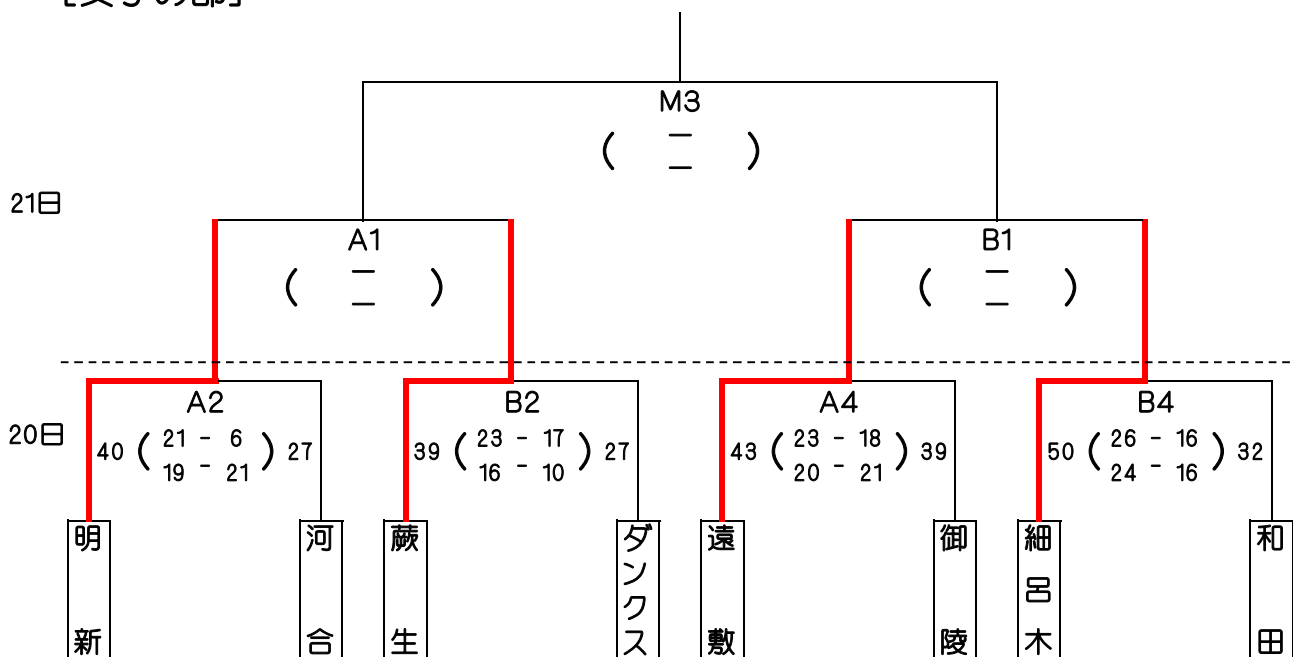 M3
( — — )
21日
A1 B1
( — — ) ( — — )
20日
A2 B2 A4 B4
40 ( 21 - 6 19 - 21 ) 27 39 ( 23 - 17 16 - 10 ) 27 43 ( 23 - 18 20 - 21 ) 39 50 ( 26 - 16 24 - 16 ) 32
明新
河合
蕨生
ダンクス
遠敷
御陵
細呂木
和田